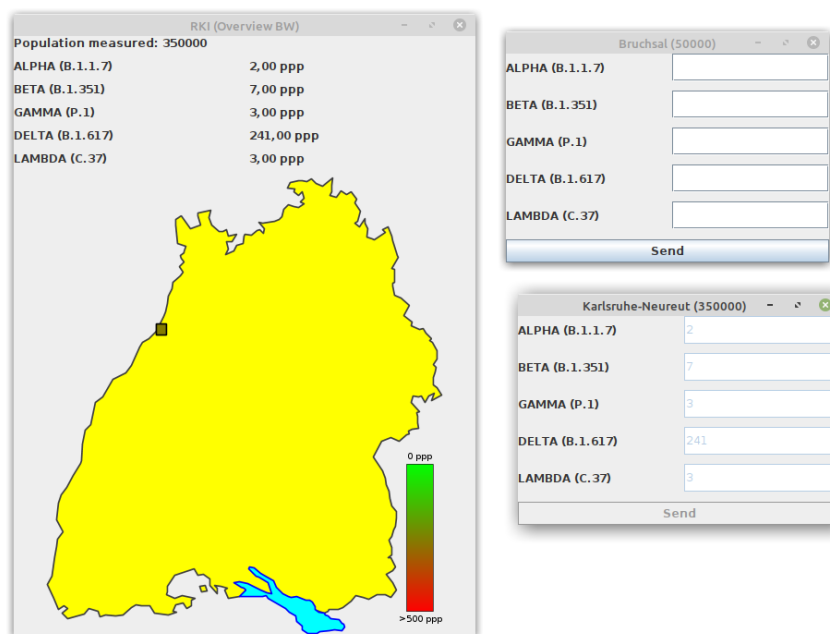 RKI (Overview BW)
Population measured: 350000
ALPHA (B.1.1.7) 2,00 ppp
BETA (B.1.351) 7,00 ppp
GAMMA (P.1) 3,00 ppp
DELTA (B.1.617) 241,00 ppp
LAMBDA (C.37) 3,00 ppp
0 ppp
>500 ppp
Bruchsal (50000)
ALPHA (B.1.1.7)
BETA (B.1.351)
GAMMA (P.1)
DELTA (B.1.617)
LAMBDA (C.37)
Send
Karlsruhe-Neureut (350000)
ALPHA (B.1.1.7) 2
BETA (B.1.351) 7
GAMMA (P.1) 3
DELTA (B.1.617) 241
LAMBDA (C.37) 3
Send